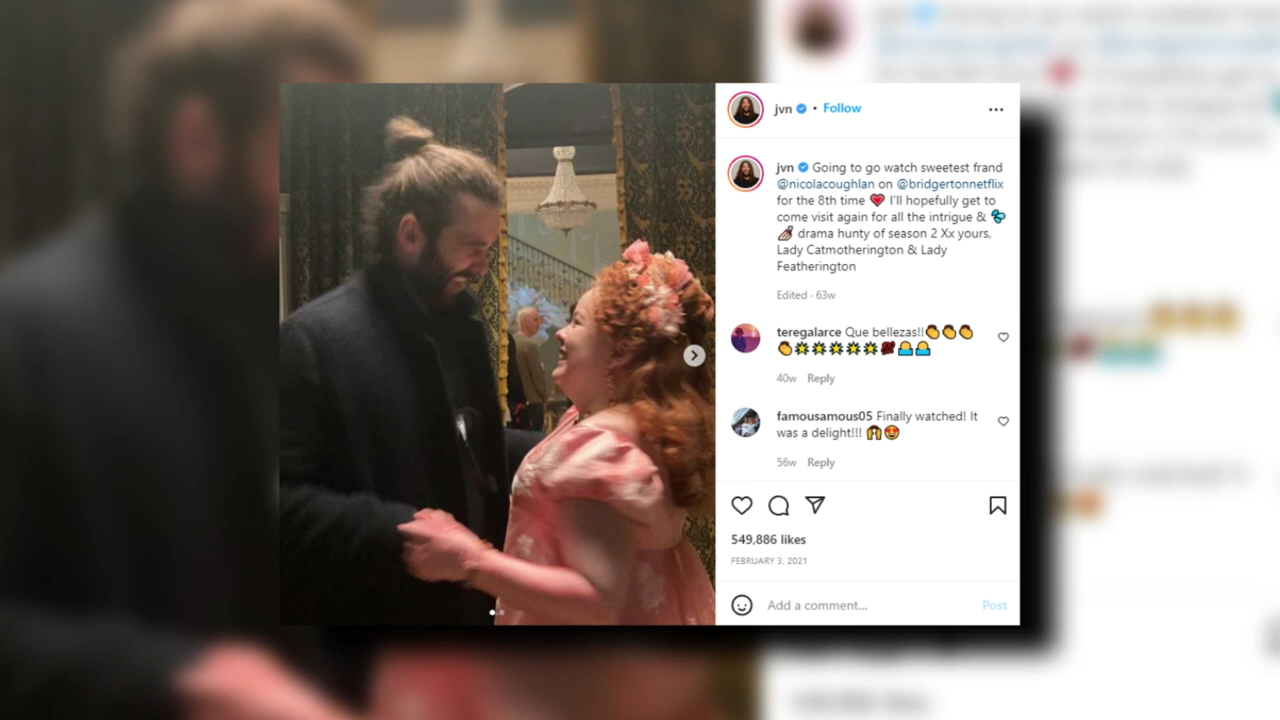 jvn • Follow
jvn Going to go watch sweetest frand
@nicolacoughlan on @bridgertonnetflix
for the 8th time 💗 I'll hopefully get to
come visit again for all the intrigue & 🫖
💅 drama hunty of season 2 Xx yours,
Lady Catmotherington & Lady
Featherington
Edited · 63w
teregalarce Que bellezas!!👏👏👏
👏💥💥💥💥💥💯🙇🙇
40w Reply
famousamous05 Finally watched! It
was a delight!!! 🙌😍
56w Reply
549,886 likes
FEBRUARY 3, 2021
Add a comment... Post